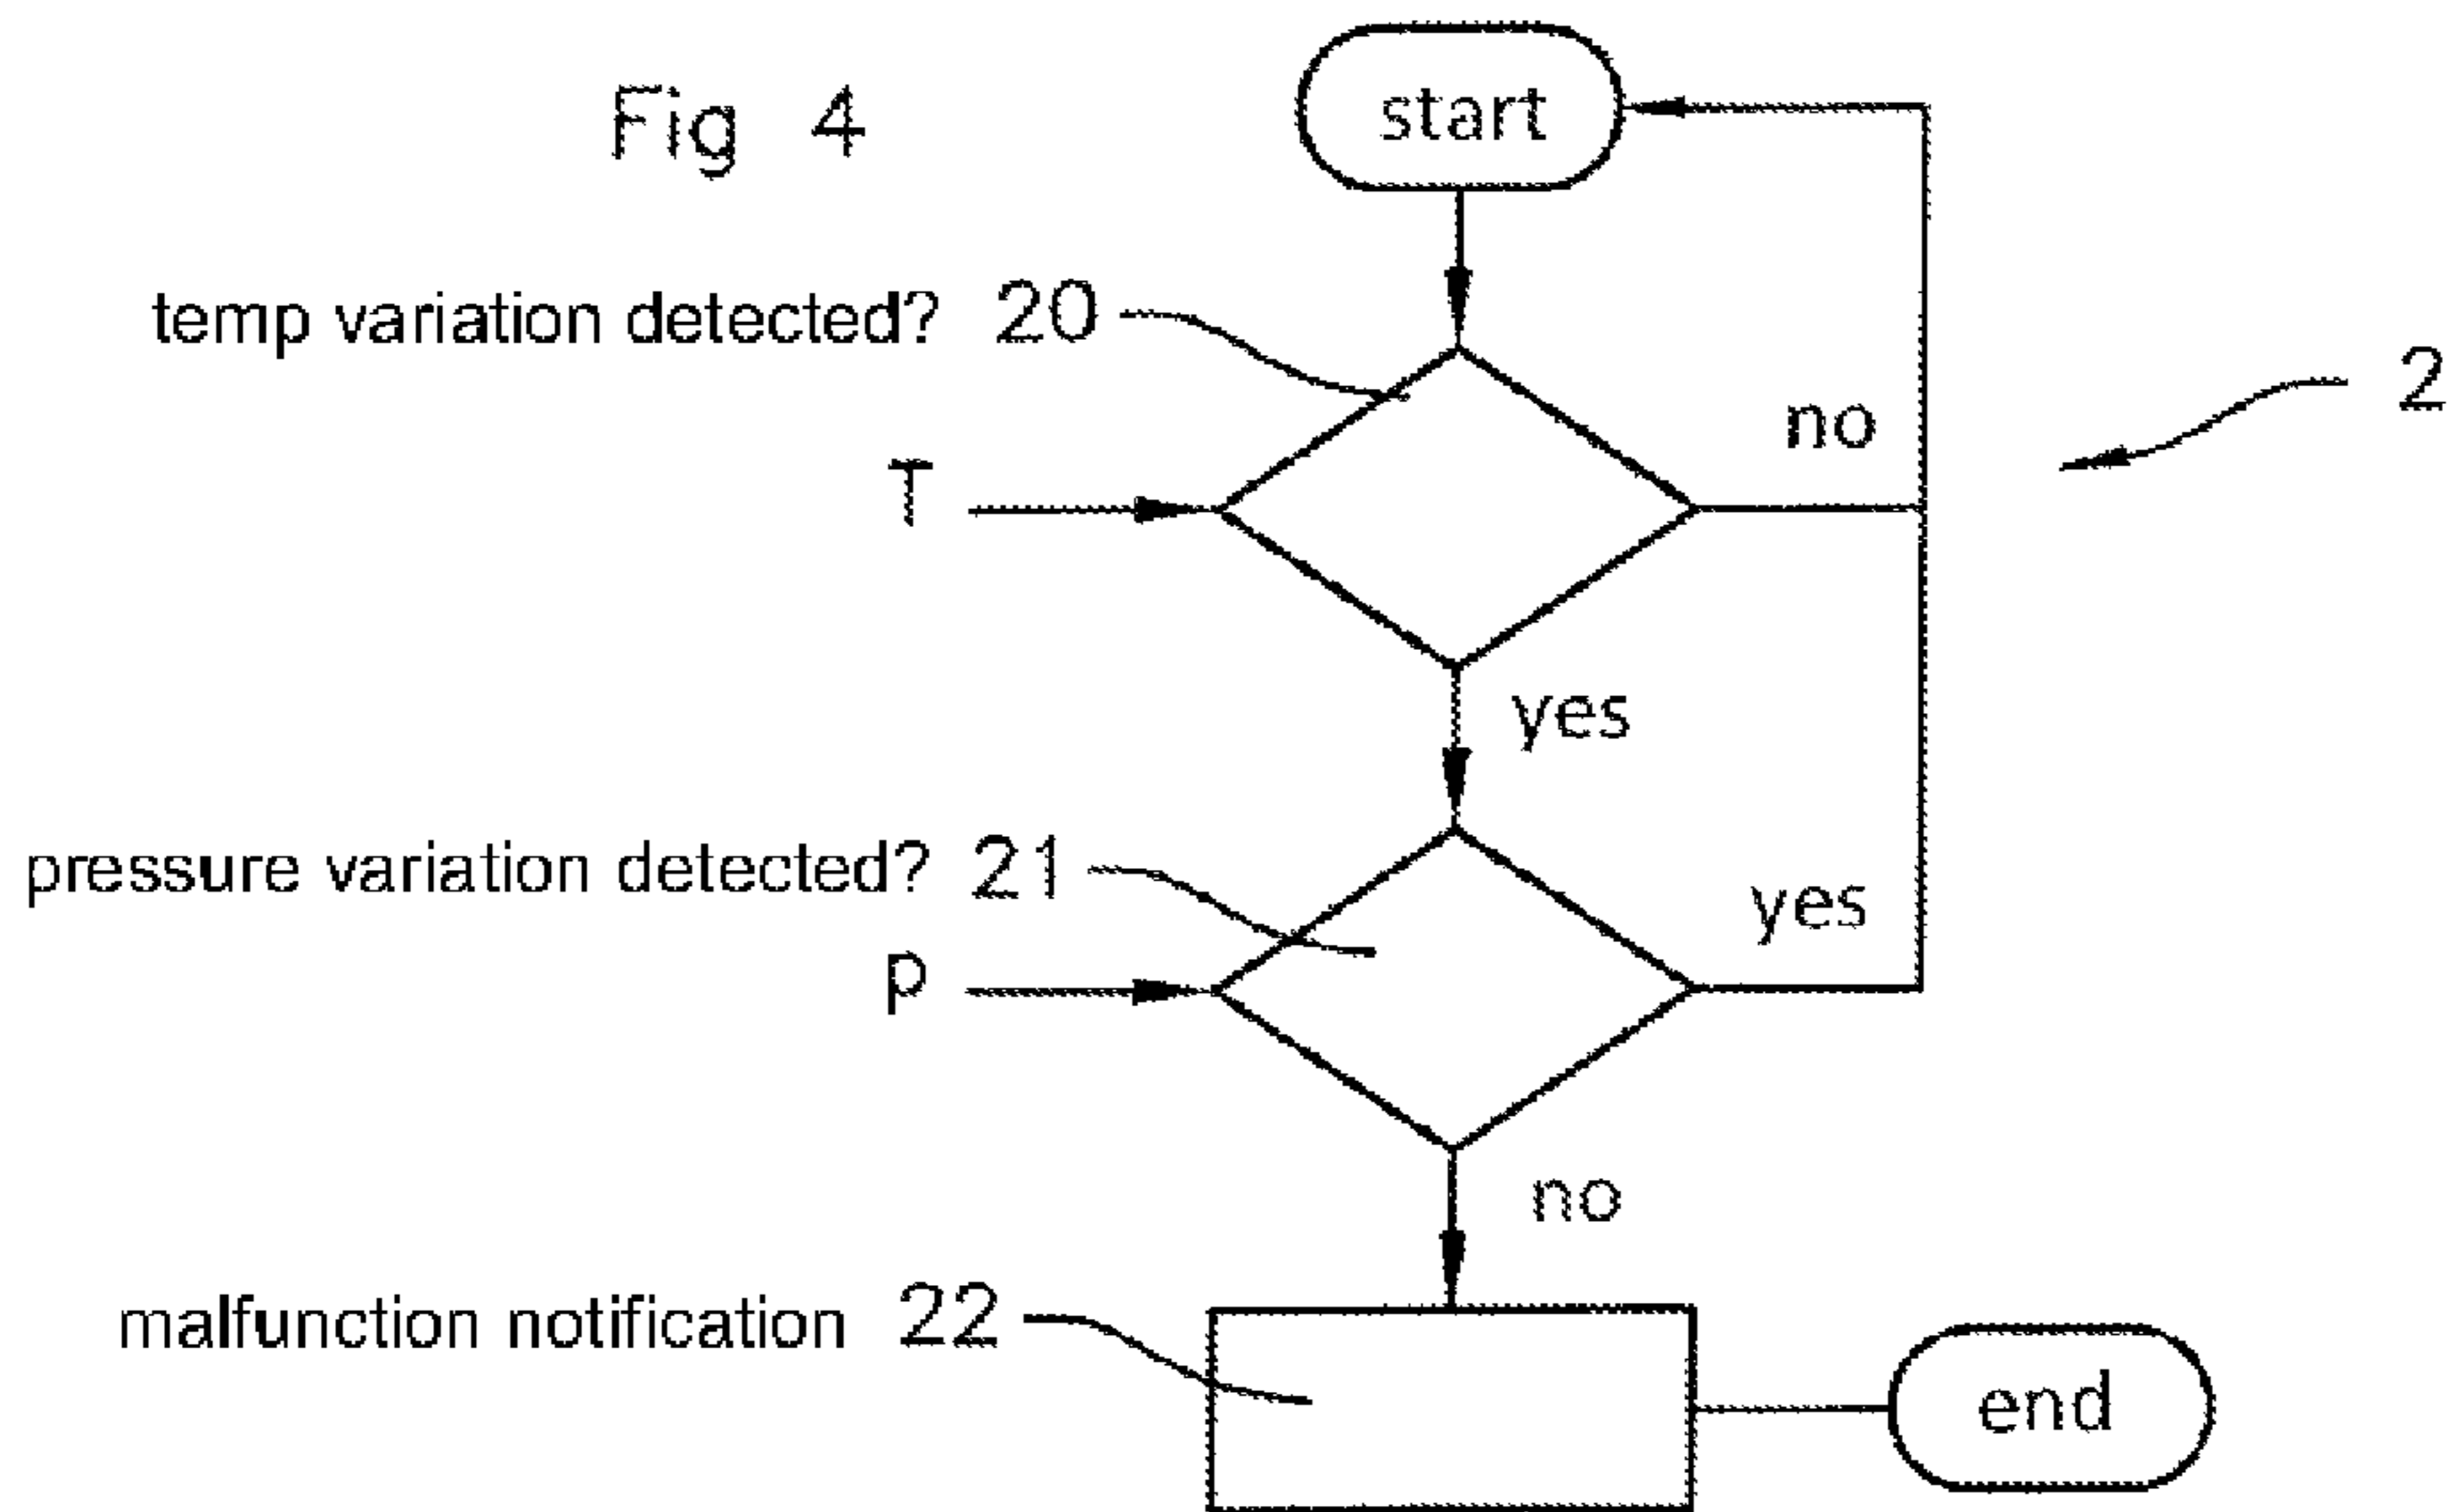 Fig 4
start
temp variation detected? 20
no
2
T
yes
pressure variation detected? 21
yes
p
no
malfunction notification 22
end